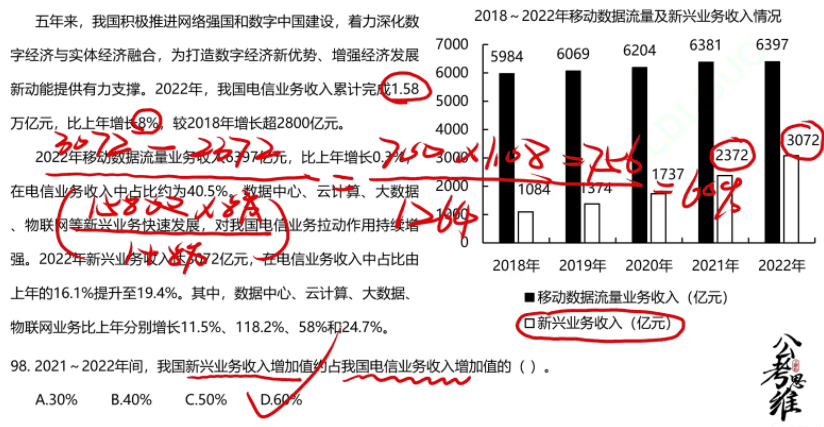 五年来，我国积极推进网络强国和数字中国建设，着力深化数
字经济与实体经济融合，为打造数字经济新优势、增强经济发展
新动能提供有力支撑。2022年，我国电信业务收入累计完成1.58
万亿元，比上年增长8%，较2018年增长超2800亿元。
2022年移动数据流量业务收入6397亿元，比上年增长0.3%，
在电信业务收入中占比约为40.5%。数据中心、云计算、大数据
、物联网等新兴业务快速发展，对我国电信业务拉动作用持续增
强。2022年新兴业务收入达3072亿元，在电信业务收入中占比由
上年的16.1%提升至19.4%。其中，数据中心、云计算、大数据、
物联网业务比上年分别增长11.5%、118.2%、58%和24.7%。
3072-2372
15802×8%
1+8%
=
700×1.08=756
1264
=60%
2018～2022年移动数据流量及新兴业务收入情况
7000
6000
5000
4000
3000
2000
1000
0
5984 6069 6204 6381 6397
1084 1374 1737 2372 3072
2018年 2019年 2020年 2021年 2022年
移动数据流量业务收入（亿元）
新兴业务收入（亿元）
98. 2021～2022年间，我国新兴业务收入增加值约占我国电信业务收入增加值的（ ）。
A.30% B.40% C.50% D.60%
公考思维